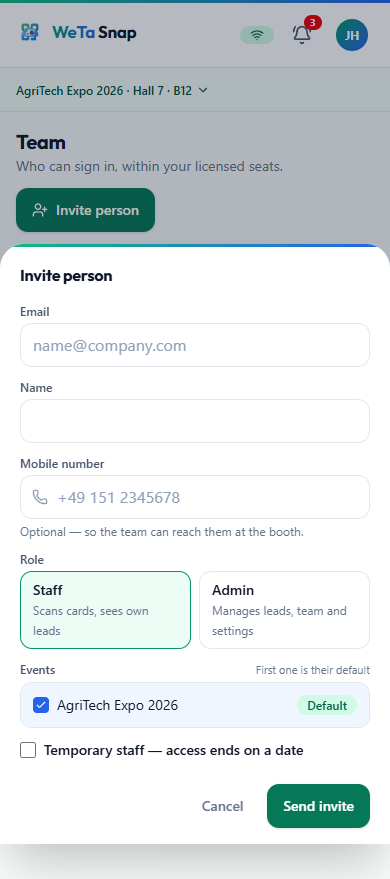 WeTa Snap
3
JH
AgriTech Expo 2026 · Hall 7 · B12
Team
Who can sign in, within your licensed seats.
Invite person
Invite person
Email
name@company.com
Name
Mobile number
+49 151 2345678
Optional — so the team can reach them at the booth.
Role
Staff
Scans cards, sees own
leads
Admin
Manages leads, team and
settings
Events
First one is their default
AgriTech Expo 2026
Default
Temporary staff — access ends on a date
Cancel
Send invite